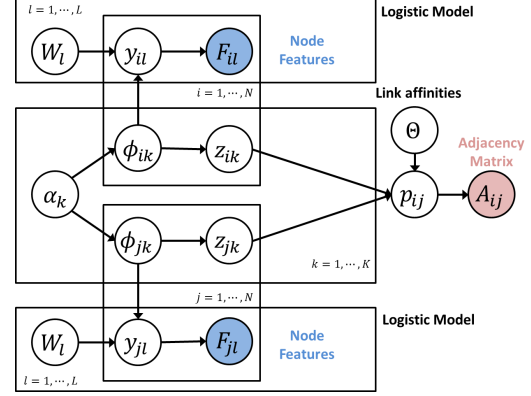 l = 1, ⋯, L
Logistic Model
W_l
y_il
F_il
Node
Features
i = 1, ⋯, N
Link affinities
ϕ_ik
z_ik
Θ
Adjacency
Matrix
α_k
p_ij
A_ij
ϕ_jk
z_jk
k = 1, ⋯, K
j = 1, ⋯, N
Logistic Model
W_l
y_jl
F_jl
Node
Features
l = 1, ⋯, L